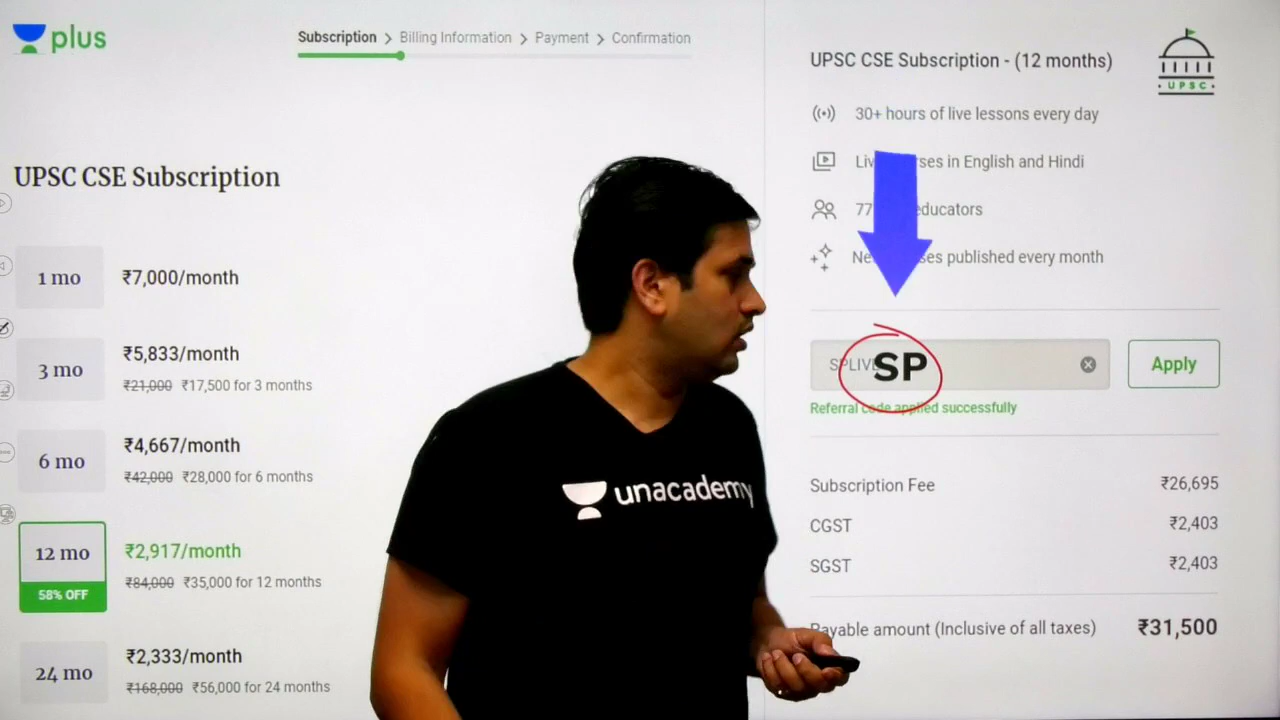 plus
Subscription > Billing Information > Payment > Confirmation
UPSC CSE Subscription
1 mo ₹7,000/month
3 mo ₹5,833/month
₹21,000 ₹17,500 for 3 months
6 mo ₹4,667/month
₹42,000 ₹28,000 for 6 months
12 mo ₹2,917/month
₹84,000 ₹35,000 for 12 months
58% OFF
24 mo ₹2,333/month
₹168,000 ₹56,000 for 24 months
unacademy
UPSC CSE Subscription - (12 months)
UPSC
30+ hours of live lessons every day
in English and Hindi
educators
published every month
SP
Apply
Referral code applied successfully
Subscription Fee ₹26,695
CGST ₹2,403
SGST ₹2,403
Payable amount (Inclusive of all taxes) ₹31,500